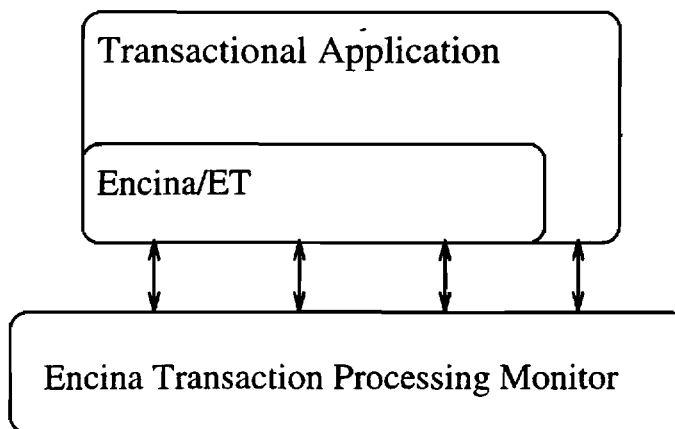 Transactional Application
Encina/ET
Encina Transaction Processing Monitor